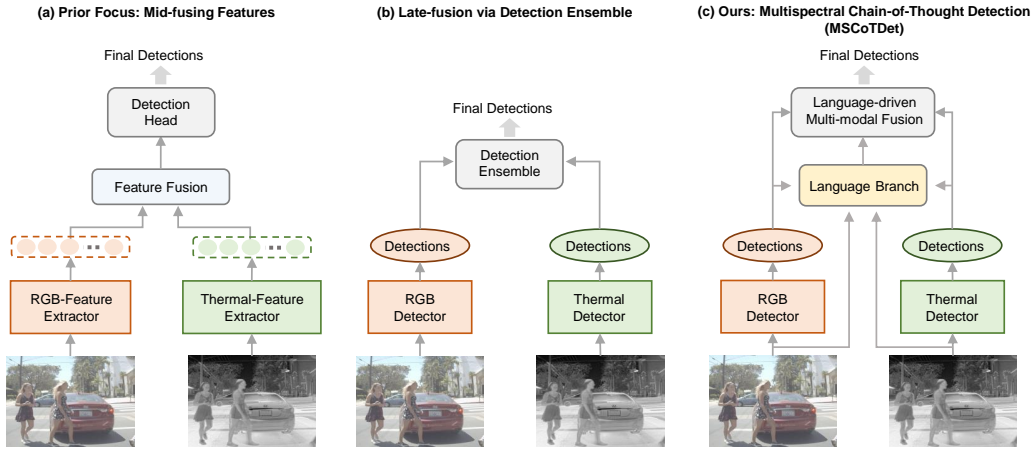 (a) Prior Focus: Mid-fusing Features
Final Detections
Detection
Head
Feature Fusion
RGB-Feature
Extractor
Thermal-Feature
Extractor
(b) Late-fusion via Detection Ensemble
Final Detections
Detection
Ensemble
Detections
Detections
RGB
Detector
Thermal
Detector
(c) Ours: Multispectral Chain-of-Thought Detection
(MSCoTDet)
Final Detections
Language-driven
Multi-modal Fusion
Language Branch
Detections
Detections
RGB
Detector
Thermal
Detector